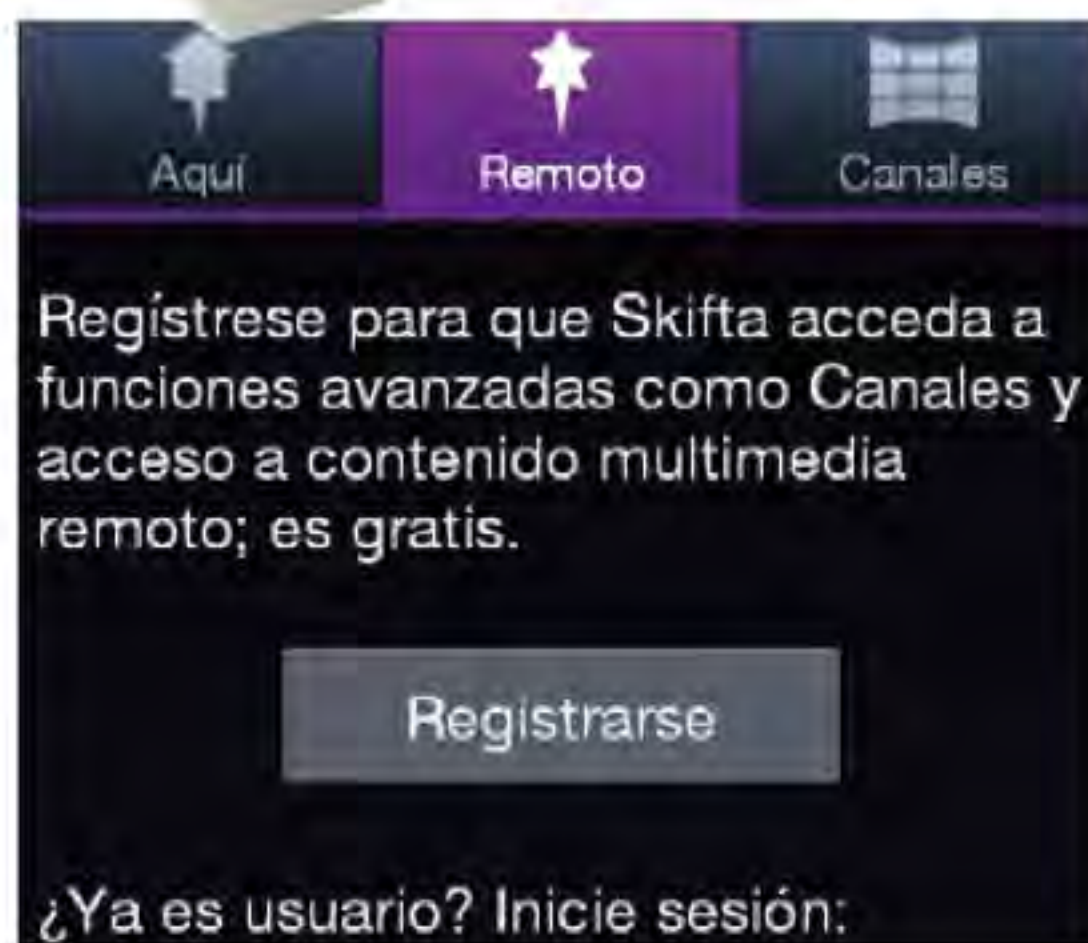 Aquí Remoto Canales
Regístrese para que Skifta acceda a
funciones avanzadas como Canales y
acceso a contenido multimedia
remoto; es gratis.
Registrarse
¿Ya es usuario? Inicie sesión: